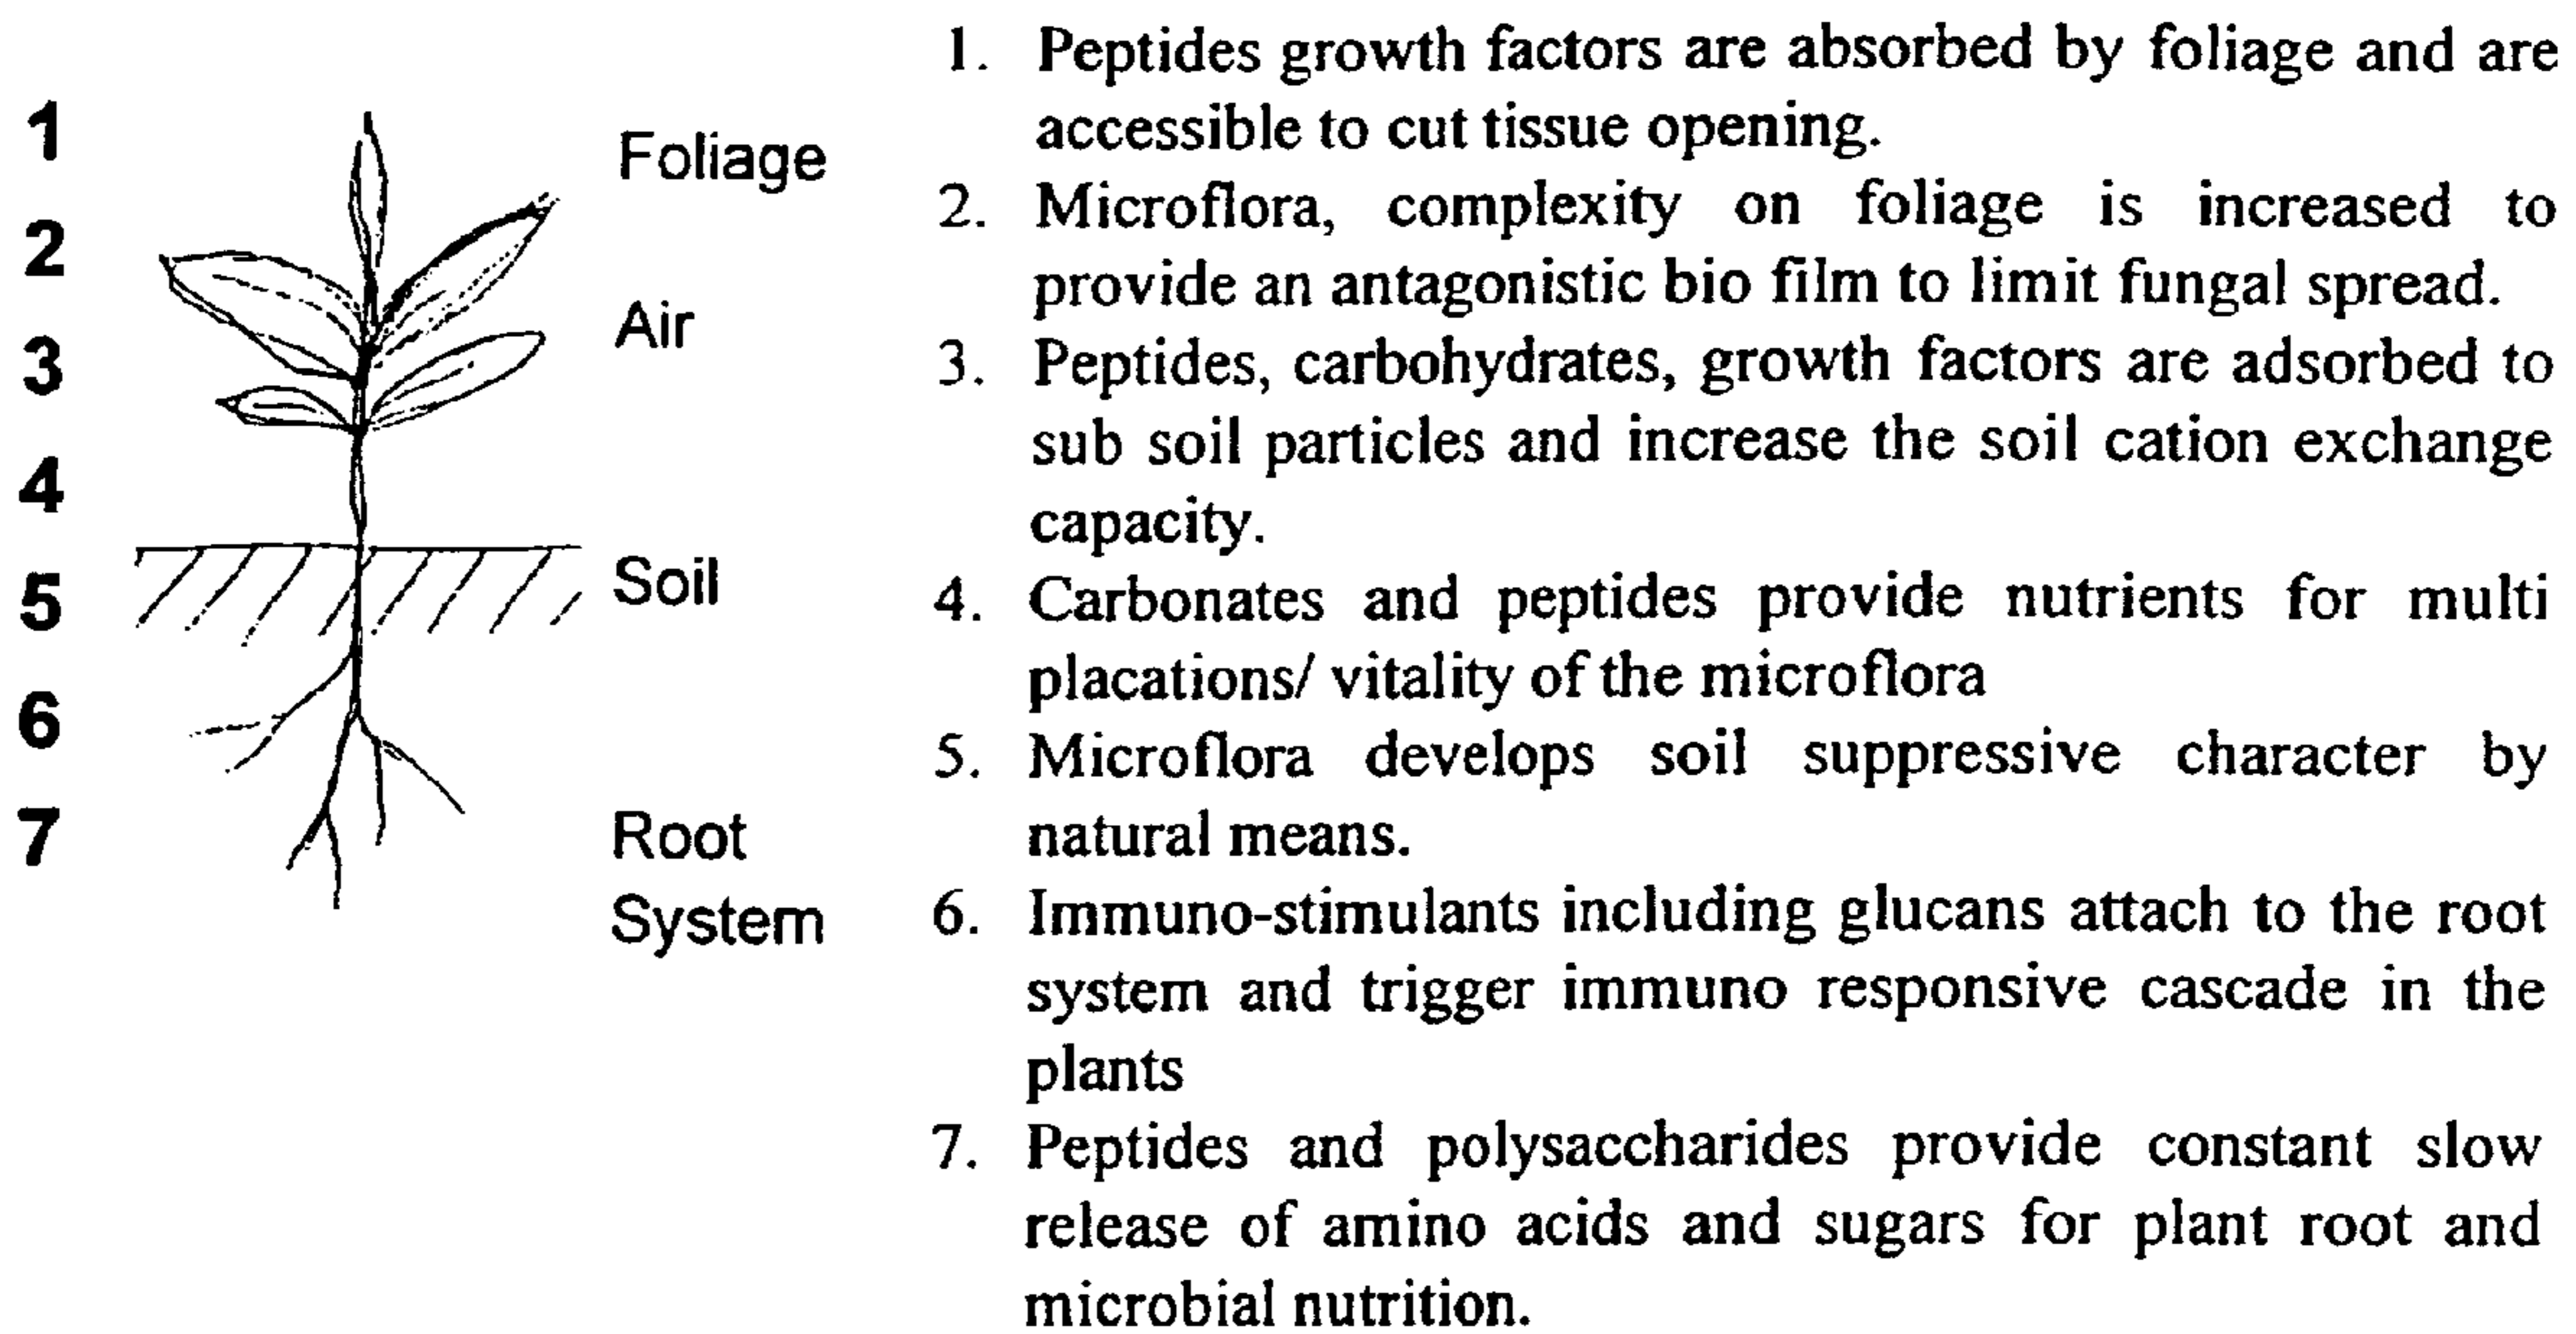 1
2
3
4
5
6
7
Foliage
Air
Soil
Root
System
1. Peptides growth factors are absorbed by foliage and are
accessible to cut tissue opening.
2. Microflora, complexity on foliage is increased to
provide an antagonistic bio film to limit fungal spread.
3. Peptides, carbohydrates, growth factors are adsorbed to
sub soil particles and increase the soil cation exchange
capacity.
4. Carbonates and peptides provide nutrients for multi
placations/ vitality of the microflora
5. Microflora develops soil suppressive character by
natural means.
6. Immuno-stimulants including glucans attach to the root
system and trigger immuno responsive cascade in the
plants
7. Peptides and polysaccharides provide constant slow
release of amino acids and sugars for plant root and
microbial nutrition.